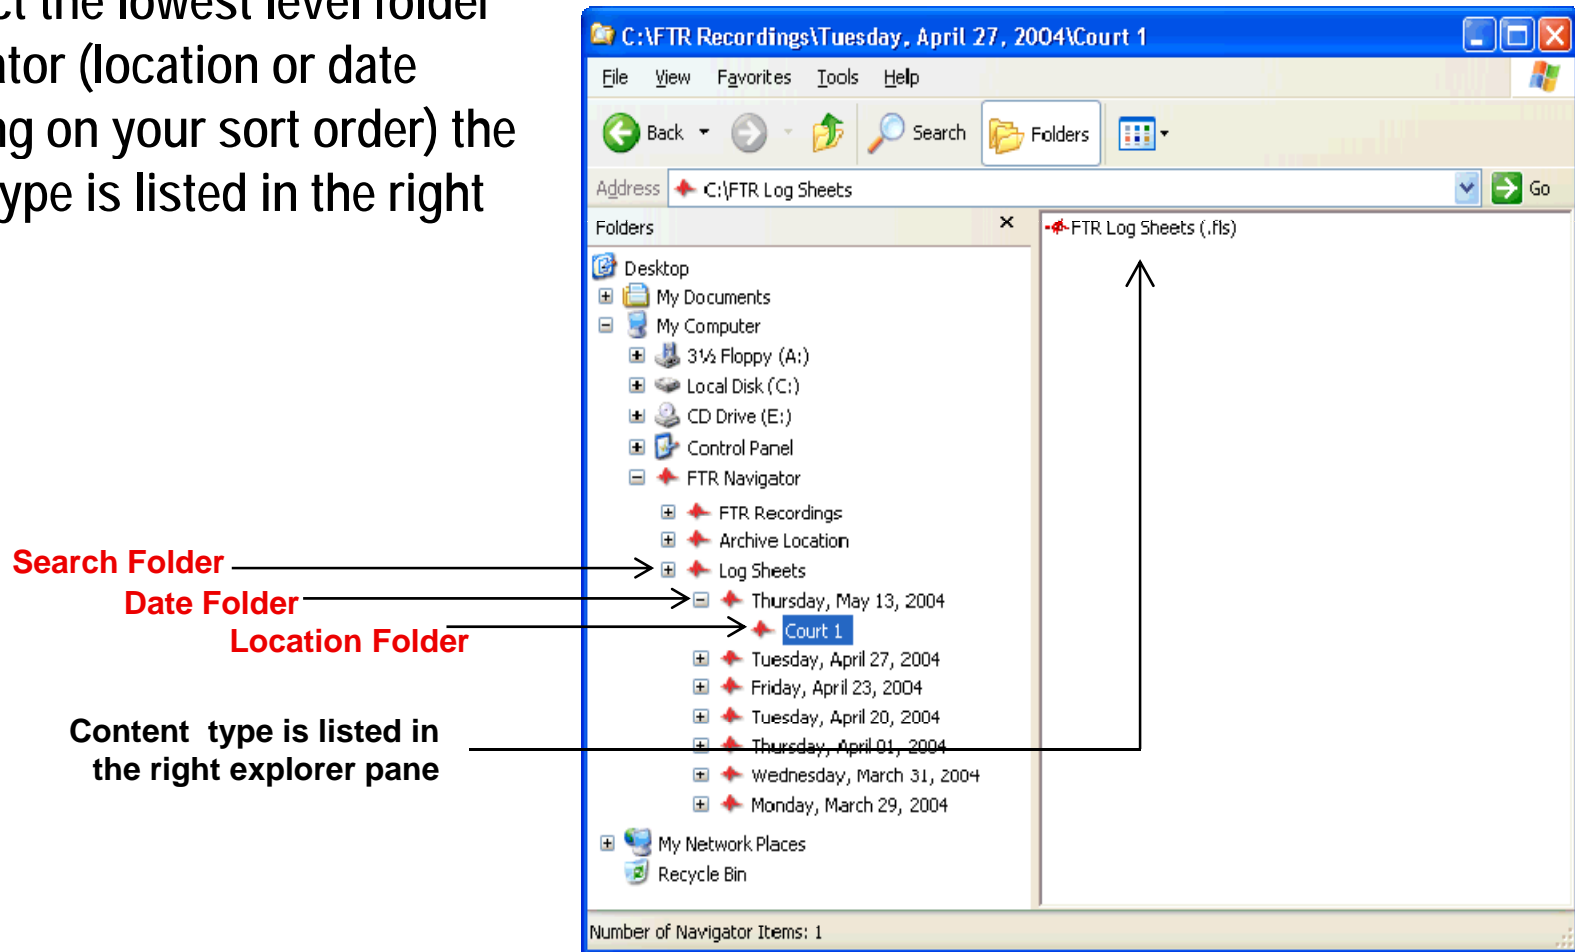 ct the lowest level folder
ator (location or date
ng on your sort order) the
ype is listed in the right
C:\FTR Recordings\Tuesday, April 27, 2004\Court 1
File View Favorites Tools Help
Back Search Folders
Address C:\FTR Log Sheets Go
Folders
FTR Log Sheets (.fls)
Desktop
My Documents
My Computer
3½ Floppy (A:)
Local Disk (C:)
CD Drive (E:)
Control Panel
FTR Navigator
FTR Recordings
Archive Location
Search Folder
Log Sheets
Date Folder
Thursday, May 13, 2004
Location Folder
Court 1
Tuesday, April 27, 2004
Friday, April 23, 2004
Tuesday, April 20, 2004
Thursday, April 01, 2004
Wednesday, March 31, 2004
Monday, March 29, 2004
Content type is listed in
the right explorer pane
My Network Places
Recycle Bin
Number of Navigator Items: 1